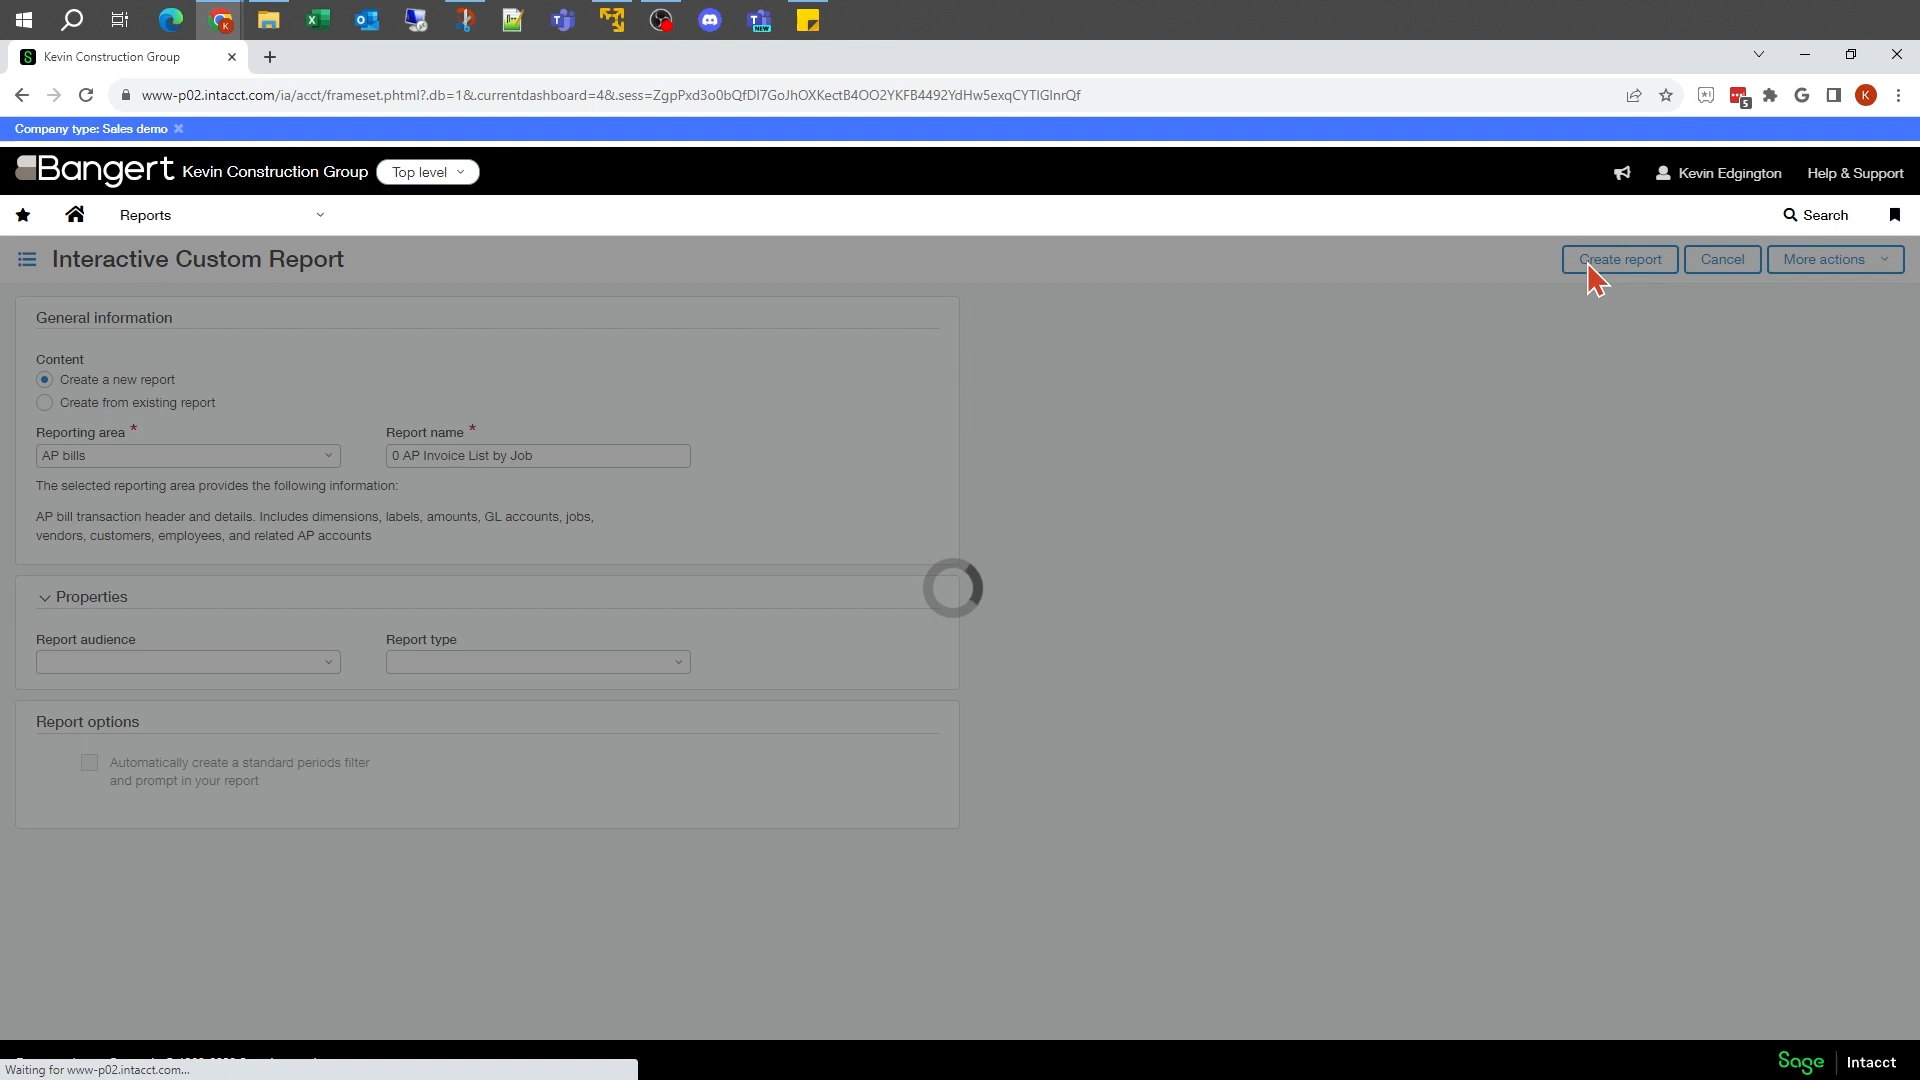 Kevin Construction Group
www-p02.intacct.com/ia/acct/frameset.phtml?.db=1&.currentdashboard=4&.sess=ZgpPxd3o0bQfDI7GoJhOXKectB4OO2YKFB4492YdHw5exqCYTlGInrQf
Company type: Sales demo
Bangert Kevin Construction Group Top level
Kevin Edgington Help & Support
Reports
Search
Interactive Custom Report
Create report Cancel More actions
General information
Content
Create a new report
Create from existing report
Reporting area * Report name *
AP bills 0 AP Invoice List by Job
The selected reporting area provides the following information:
AP bill transaction header and details. Includes dimensions, labels, amounts, GL accounts, jobs,
vendors, customers, employees, and related AP accounts
Properties
Report audience Report type
Report options
Automatically create a standard periods filter
and prompt in your report
Waiting for www-p02.intacct.com...
Sage Intacct